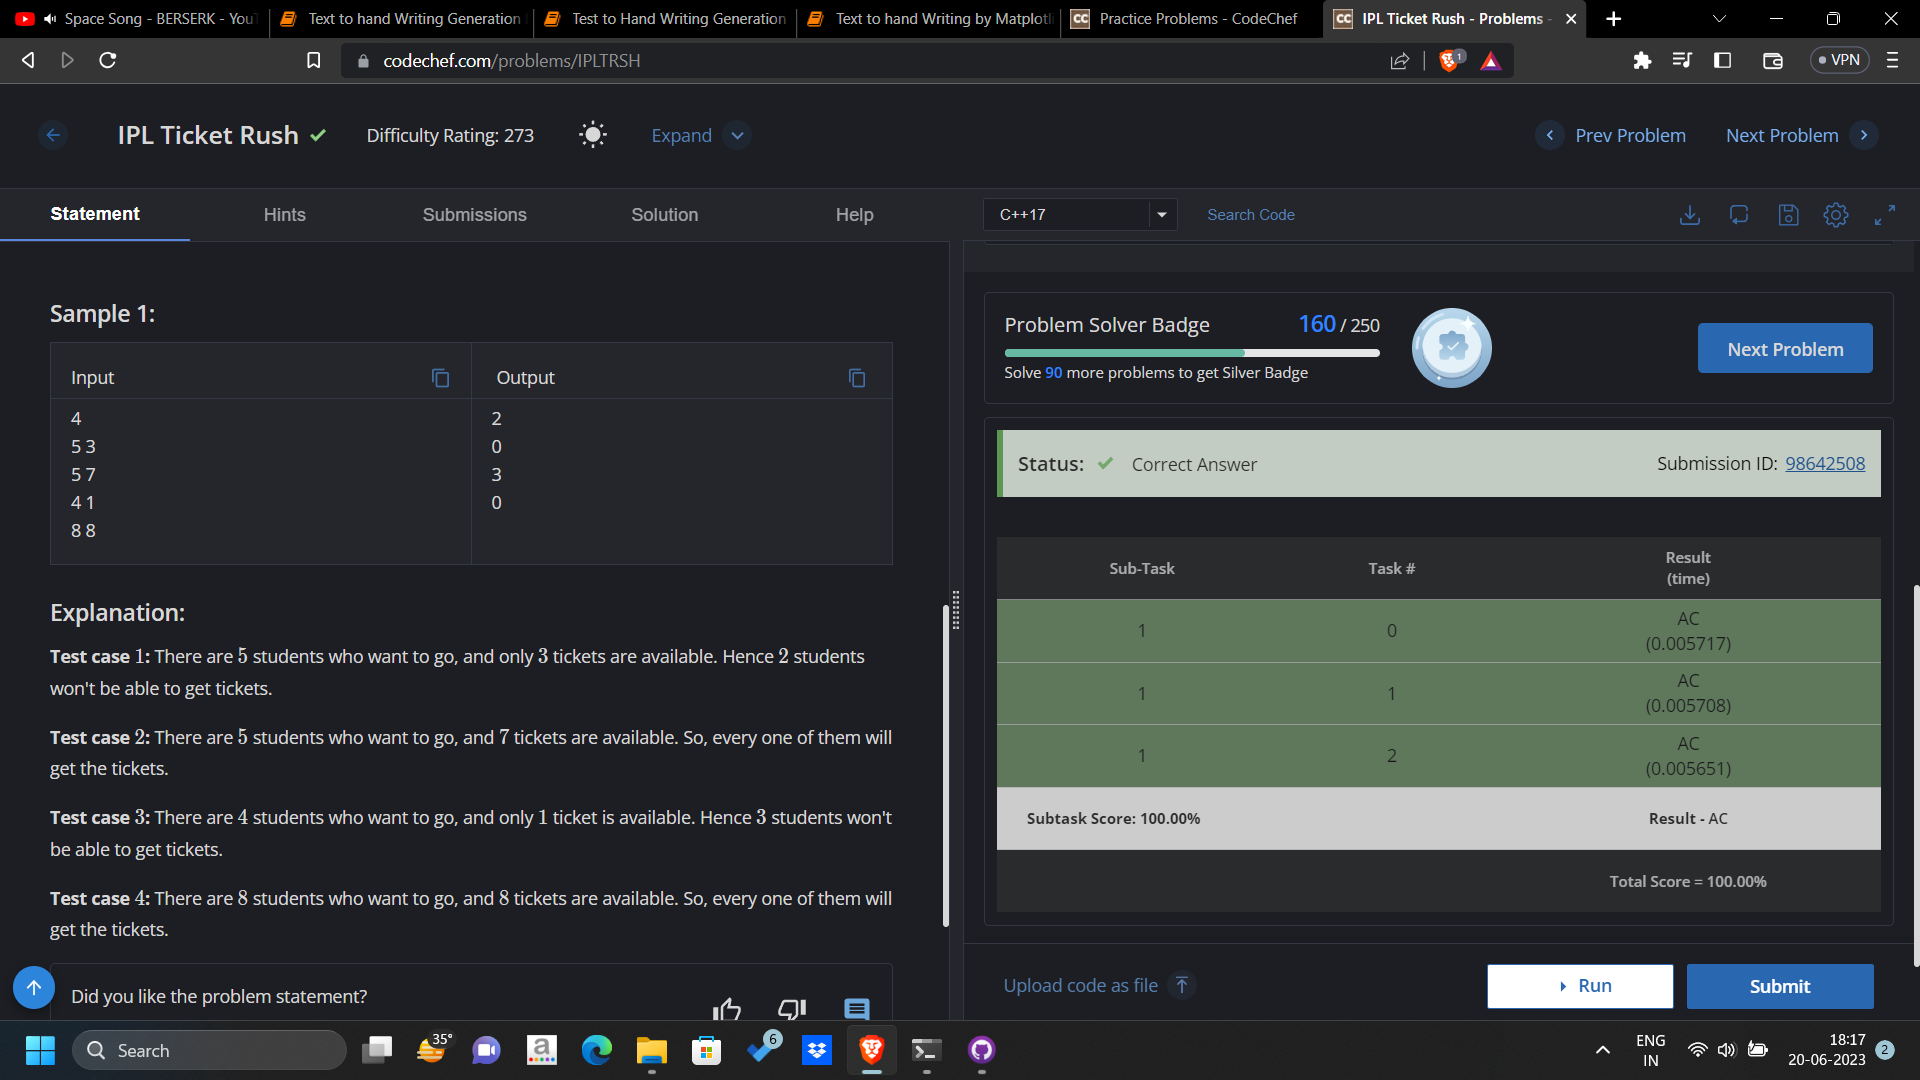 Space Song - BERSERK - You
Text to hand Writing Generation
Test to Hand Writing Generation
Text to hand Writing by Matplotl
CC Practice Problems - CodeChef
CC IPL Ticket Rush - Problems -
codechef.com/problems/IPLTRSH
1
VPN
IPL Ticket Rush
Difficulty Rating: 273
Expand
Prev Problem
Next Problem
Statement
Hints
Submissions
Solution
Help
C++17
Search Code
Sample 1:
Input
Output
4
5 3
5 7
4 1
8 8
2
0
3
0
Explanation:
Test case 1: There are 5 students who want to go, and only 3 tickets are available. Hence 2 students
won't be able to get tickets.
Test case 2: There are 5 students who want to go, and 7 tickets are available. So, every one of them will
get the tickets.
Test case 3: There are 4 students who want to go, and only 1 ticket is available. Hence 3 students won't
be able to get tickets.
Test case 4: There are 8 students who want to go, and 8 tickets are available. So, every one of them will
get the tickets.
Did you like the problem statement?
Problem Solver Badge
160 / 250
Solve 90 more problems to get Silver Badge
Next Problem
Status:
Correct Answer
Submission ID: 98642508
Sub-Task
Task #
Result
(time)
1
0
AC
(0.005717)
1
1
AC
(0.005708)
1
2
AC
(0.005651)
Subtask Score: 100.00%
Result - AC
Total Score = 100.00%
Upload code as file
Run
Submit
Search
35°
a
6
ENG
IN
18:17
20-06-2023
2